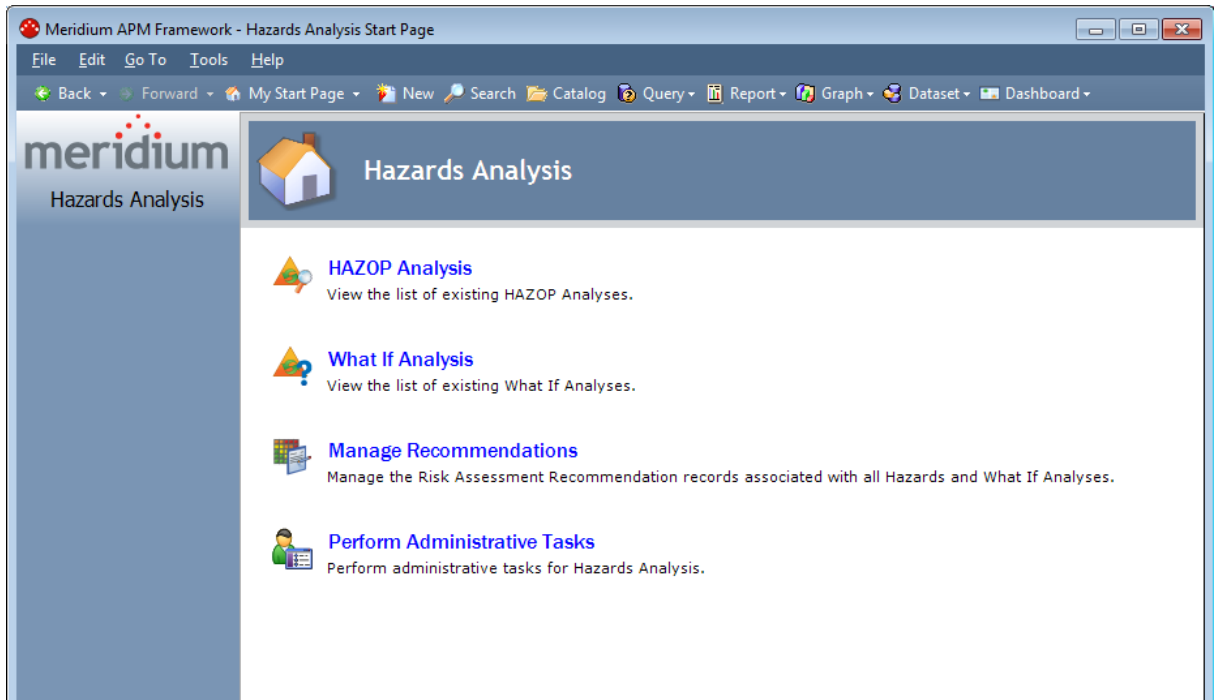 Meridium APM Framework - Hazards Analysis Start Page
File Edit Go To Tools Help
Back Forward My Start Page New Search Catalog Query Report Graph Dataset Dashboard
meridium
Hazards Analysis
Hazards Analysis
HAZOP Analysis
View the list of existing HAZOP Analyses.
What If Analysis
View the list of existing What If Analyses.
Manage Recommendations
Manage the Risk Assessment Recommendation records associated with all Hazards and What If Analyses.
Perform Administrative Tasks
Perform administrative tasks for Hazards Analysis.